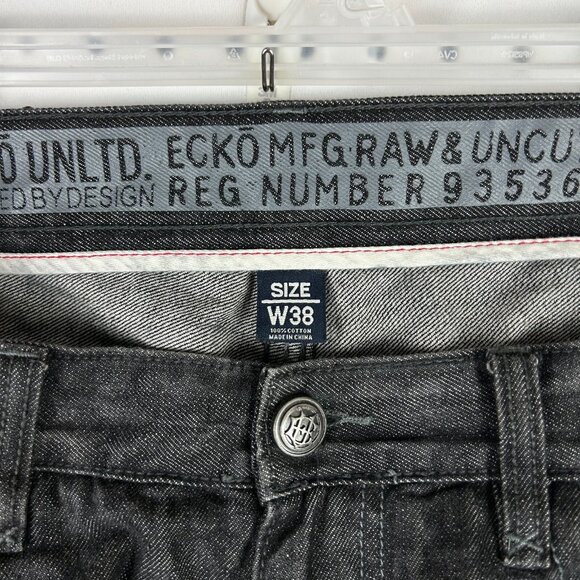 Ō UNLTD. ECKŌ MFG. RAW & UNCU
ED BY DESIGN REG NUMBER 93536
SIZE
W38
100% COTTON
MADE IN CHINA